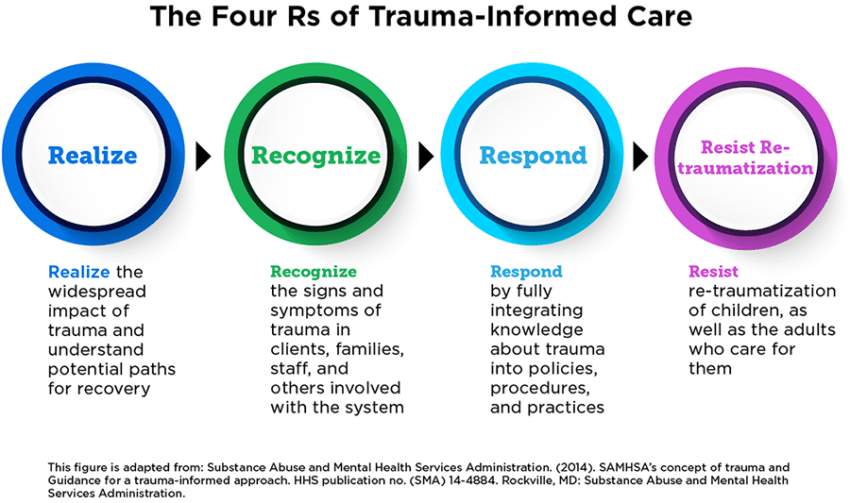 The Four Rs of Trauma-Informed Care
Realize
Recognize
Respond
Resist Re-
traumatization
Realize the
widespread
impact of
trauma and
understand
potential paths
for recovery
Recognize
the signs and
symptoms of
trauma in
clients, families,
staff, and
others involved
with the system
Respond
by fully
integrating
knowledge
about trauma
into policies,
procedures,
and practices
Resist
re-traumatization
of children, as
well as the adults
who care for
them
This figure is adapted from: Substance Abuse and Mental Health Services Administration. (2014). SAMHSA's concept of trauma and
Guidance for a trauma-informed approach. HHS publication no. (SMA) 14-4884. Rockville, MD: Substance Abuse and Mental Health
Services Administration.